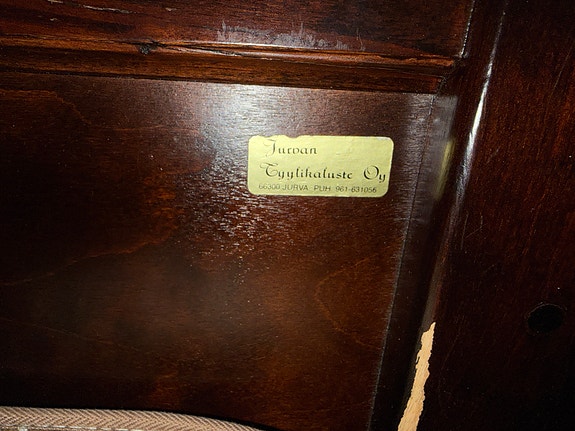 Jurvan
Tyylikaluste Oy
66300 JURVA PUH. 961-631056